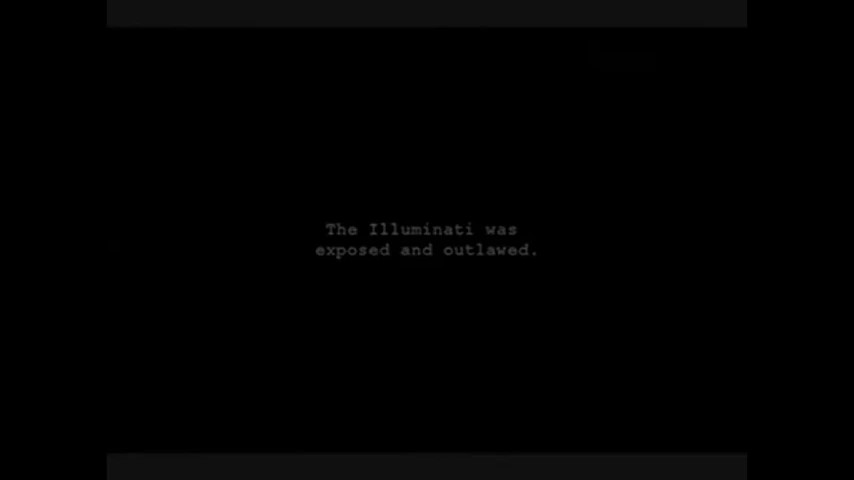 The Illuminati was
exposed and outlawed.